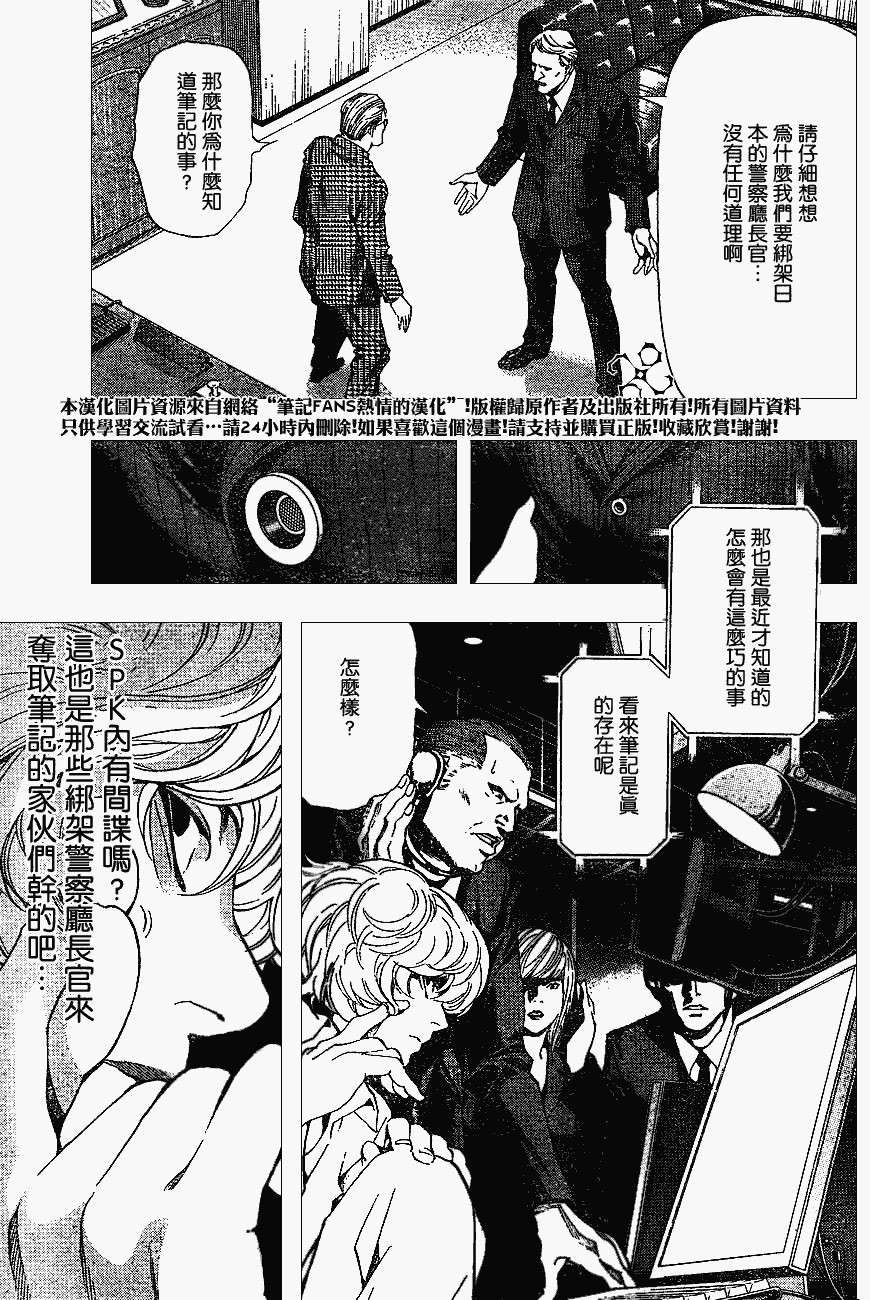 請仔細想想
為什麼我們要綁架日
本的警察廳長官…
沒有任何道理啊
那麼你為什麼知
道筆記的事？
本漢化圖片資源來自網絡“筆記FANS熱情的漢化”!版權歸原作者及出版社所有!所有圖片資料
只供學習交流試看…請24小時內刪除!如果喜歡這個漫畫!請支持並購買正版!收藏欣賞!謝謝!
那也是最近才知道的
怎麼會有這麼巧的事
看來筆記是真
的存在呢
怎麼樣？
SPK內有間諜嗎？
這也是那些綁架警察廳長官來
奪取筆記的家伙們幹的吧…